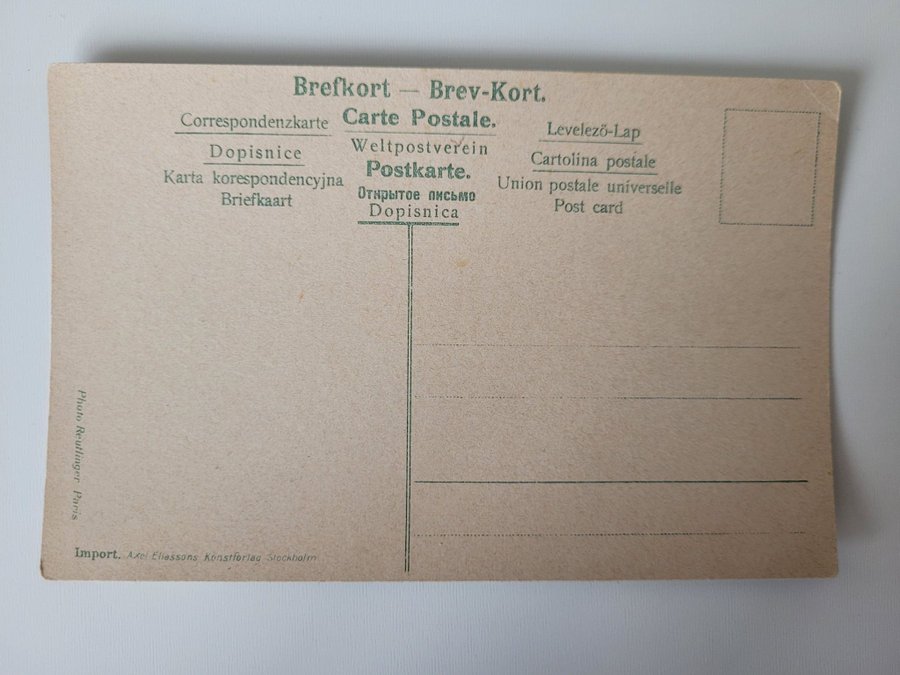 Brefkort — Brev-Kort.
Carte Postale.
Weltpostverein
Postkarte.
Открытое письмо
Dopisnica
Correspondenzkarte
Dopisnice
Karta korespondencyjna
Briefkaart
Levelező-Lap
Cartolina postale
Union postale universelle
Post card
Photo Reutlinger Paris
Import. Axel Eliassons Konstforlag Stockholm